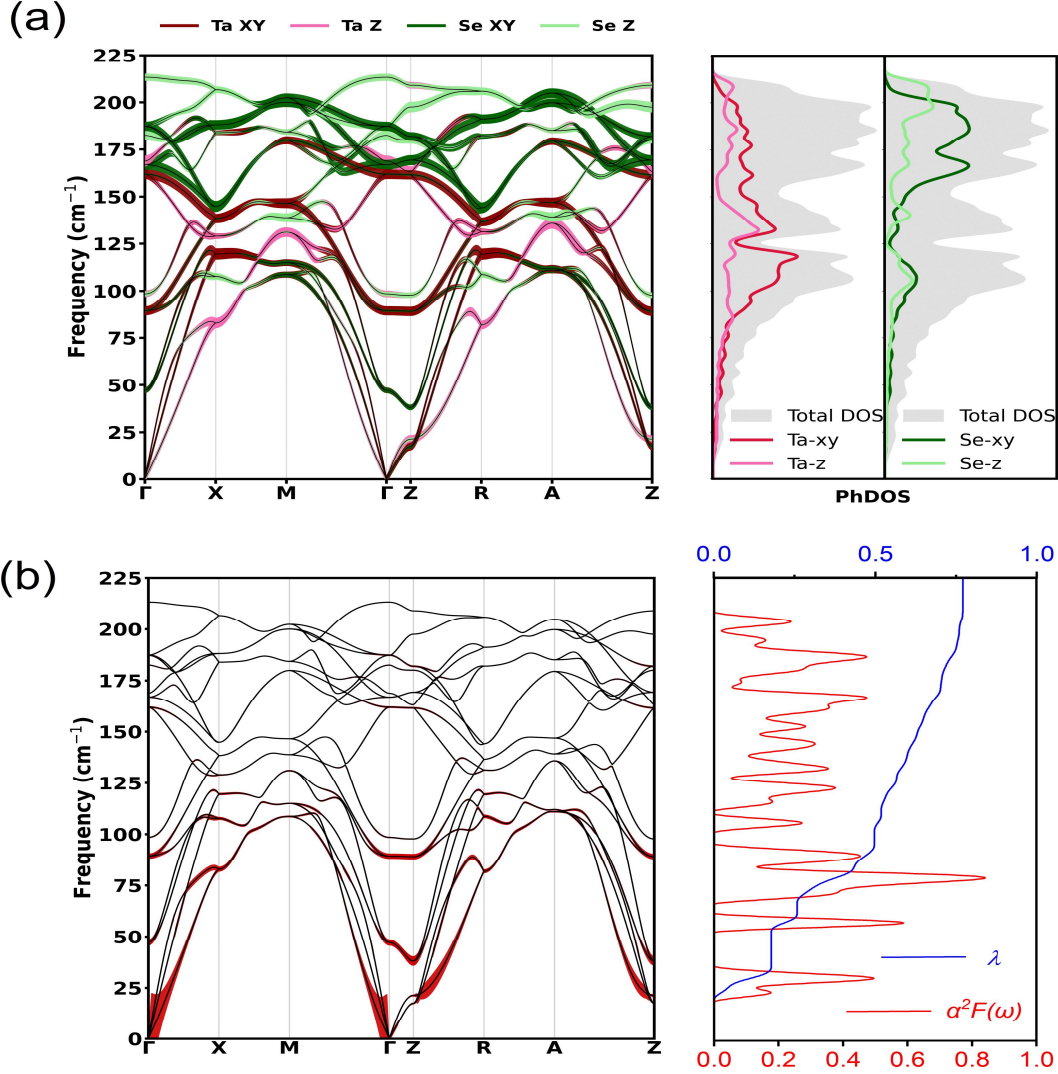 (a)
Ta XY Ta Z Se XY Se Z
Frequency (cm⁻¹)
225
200
175
150
125
100
75
50
25
0
Γ X M Γ Z R A Z
Total DOS
Ta-xy
Ta-z
Total DOS
Se-xy
Se-z
PhDOS
(b)
Frequency (cm⁻¹)
225
200
175
150
125
100
75
50
25
0
Γ X M Γ Z R A Z
0.0 0.5 1.0
λ
α²F(ω)
0.0 0.2 0.4 0.6 0.8 1.0